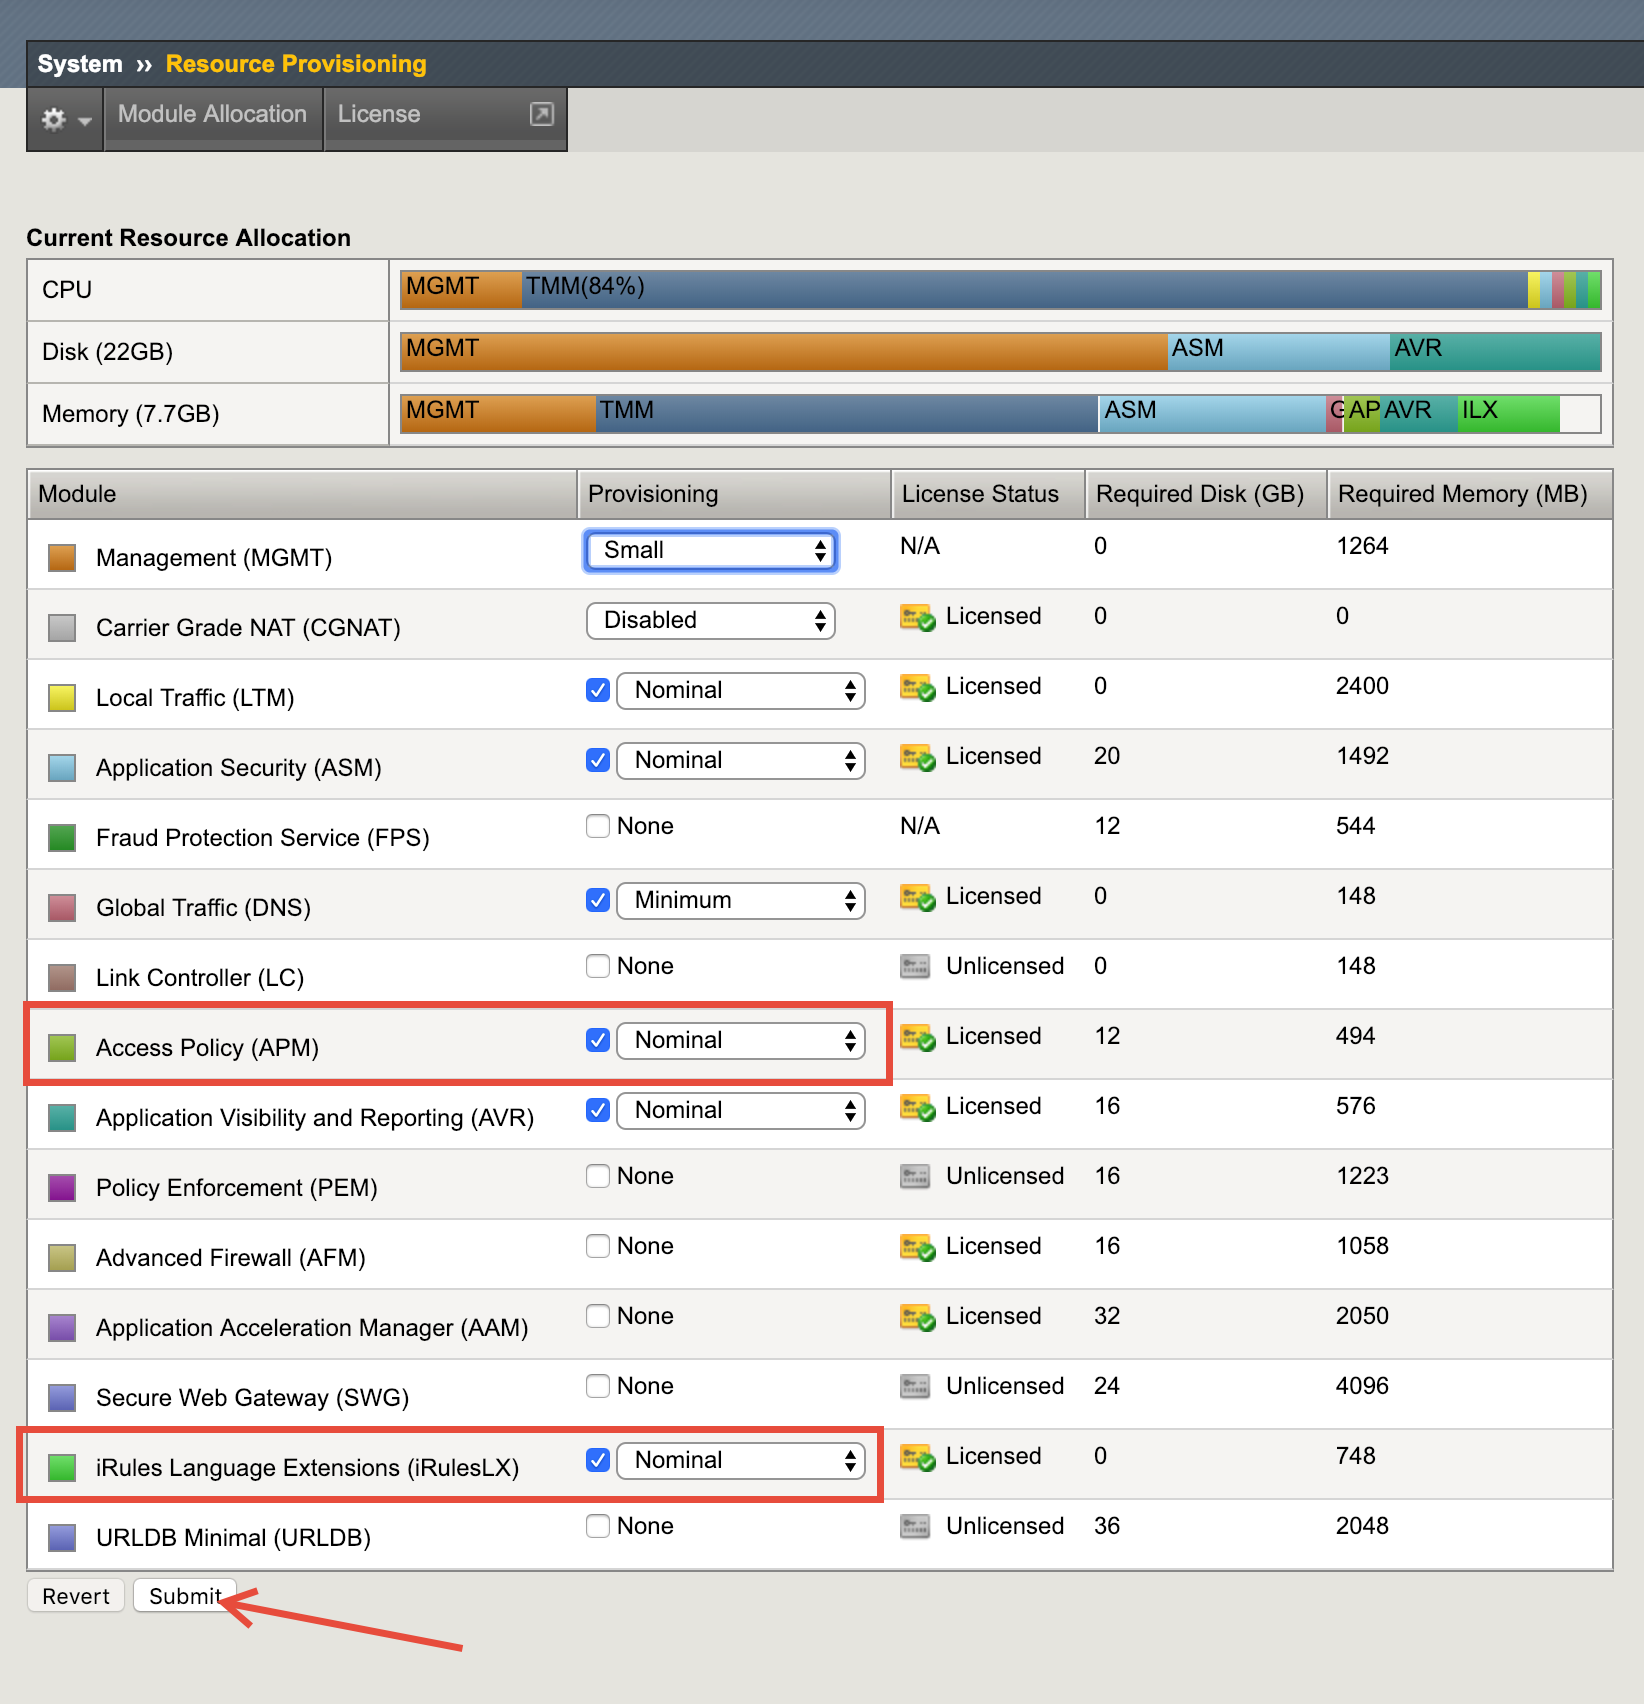 System ›› Resource Provisioning
Module Allocation License
Current Resource Allocation
CPU MGMT TMM(84%)
Disk (22GB) MGMT ASM AVR
Memory (7.7GB) MGMT TMM ASM G AP AVR ILX
Module Provisioning License Status Required Disk (GB) Required Memory (MB)
Management (MGMT) Small N/A 0 1264
Carrier Grade NAT (CGNAT) Disabled Licensed 0 0
Local Traffic (LTM) Nominal Licensed 0 2400
Application Security (ASM) Nominal Licensed 20 1492
Fraud Protection Service (FPS) None N/A 12 544
Global Traffic (DNS) Minimum Licensed 0 148
Link Controller (LC) None Unlicensed 0 148
Access Policy (APM) Nominal Licensed 12 494
Application Visibility and Reporting (AVR) Nominal Licensed 16 576
Policy Enforcement (PEM) None Unlicensed 16 1223
Advanced Firewall (AFM) None Licensed 16 1058
Application Acceleration Manager (AAM) None Licensed 32 2050
Secure Web Gateway (SWG) None Unlicensed 24 4096
iRules Language Extensions (iRulesLX) Nominal Licensed 0 748
URLDB Minimal (URLDB) None Unlicensed 36 2048
Revert Submit